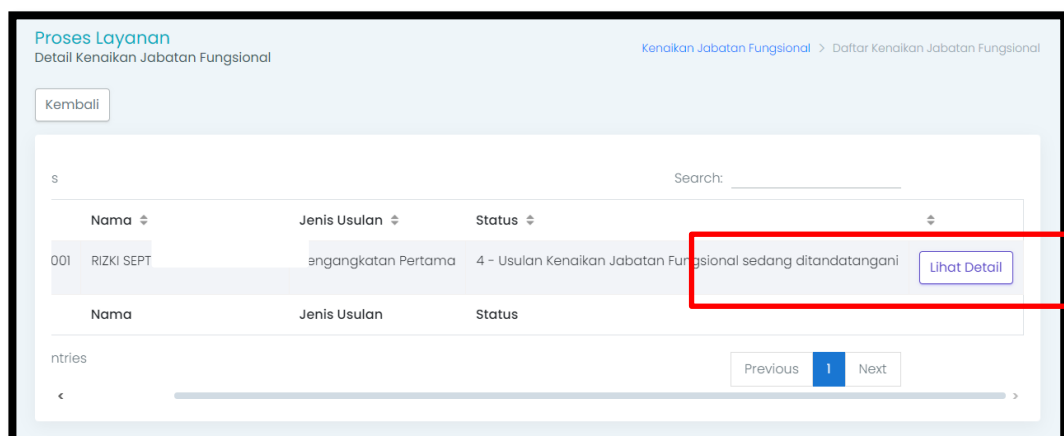 Proses Layanan
Detail Kenaikan Jabatan Fungsional
Kenaikan Jabatan Fungsional > Daftar Kenaikan Jabatan Fungsional
Kembali
s
Search:
Nama Jenis Usulan Status
001 RIZKI SEPT engangkatan Pertama 4 - Usulan Kenaikan Jabatan Fungsional sedang ditandatangani Lihat Detail
Nama Jenis Usulan Status
ntries
Previous 1 Next